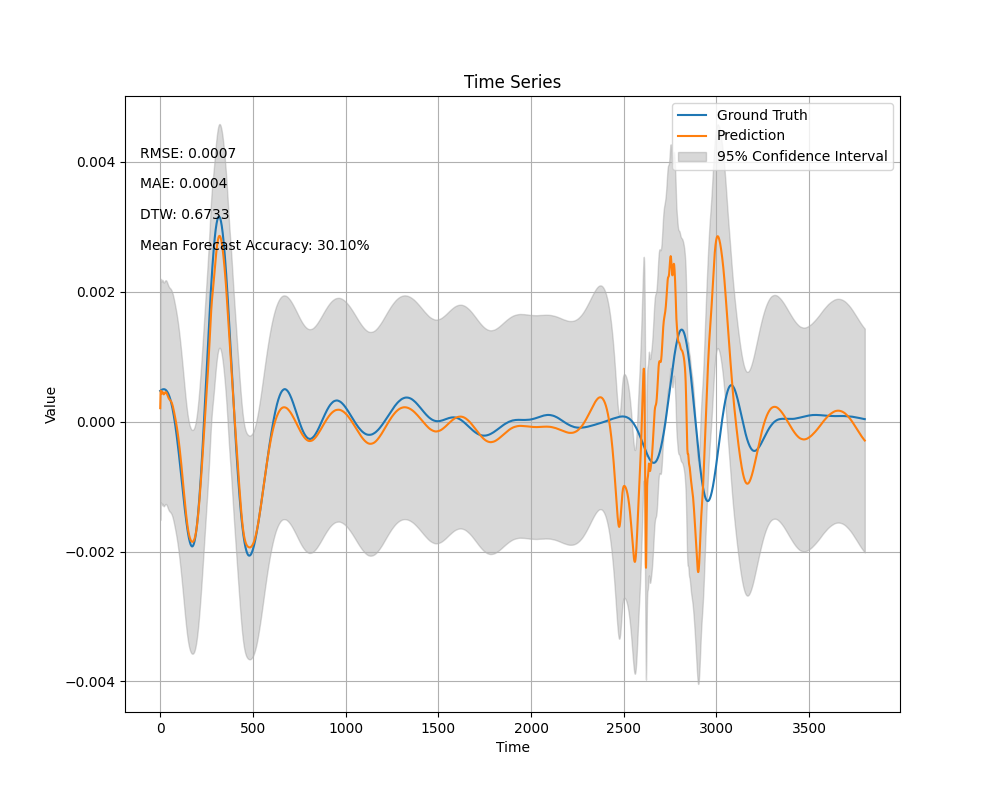 Time Series
Ground Truth
Prediction
95% Confidence Interval
RMSE: 0.0007
MAE: 0.0004
DTW: 0.6733
Mean Forecast Accuracy: 30.10%
Value
0.004
0.002
0.000
−0.002
−0.004
0 500 1000 1500 2000 2500 3000 3500
Time